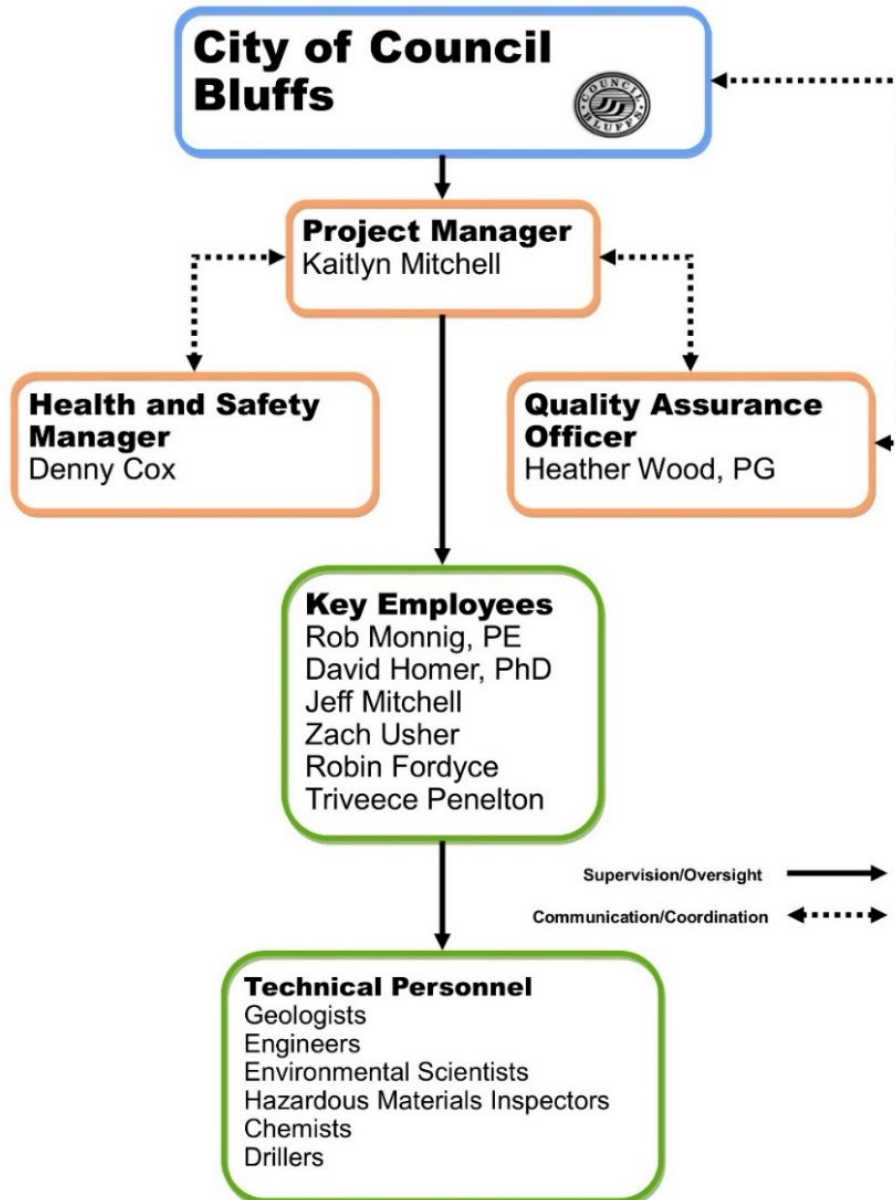 City of Council
Bluffs
COUNCIL
BLUFFS
Project Manager
Kaitlyn Mitchell
Health and Safety
Manager
Denny Cox
Quality Assurance
Officer
Heather Wood, PG
Key Employees
Rob Monnig, PE
David Homer, PhD
Jeff Mitchell
Zach Usher
Robin Fordyce
Triveece Penelton
Supervision/Oversight
Communication/Coordination
Technical Personnel
Geologists
Engineers
Environmental Scientists
Hazardous Materials Inspectors
Chemists
Drillers